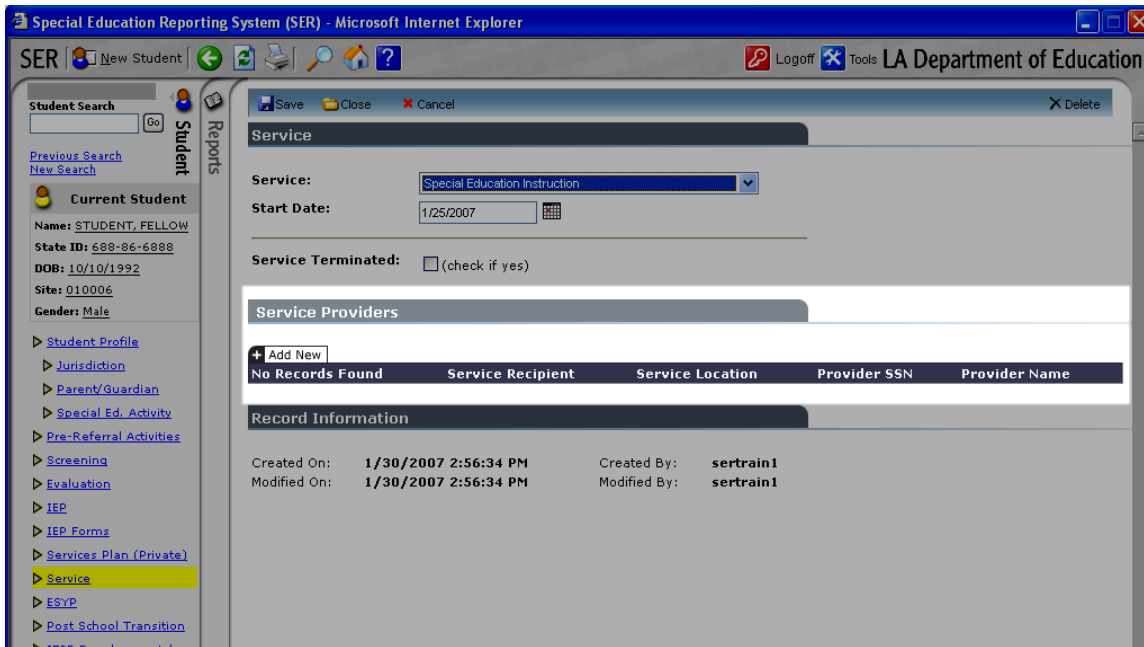 Special Education Reporting System (SER) - Microsoft Internet Explorer
SER New Student ? Logoff Tools LA Department of Education
Student Search
Go
Previous Search
New Search
Student
Reports
Current Student
Name: STUDENT, FELLOW
State ID: 688-86-6888
DOB: 10/10/1992
Site: 010006
Gender: Male
Student Profile
Jurisdiction
Parent/Guardian
Special Ed. Activity
Pre-Referral Activities
Screening
Evaluation
IEP
IEP Forms
Services Plan (Private)
Service
ESYP
Post School Transition
Save Close Cancel Delete
Service
Service: Special Education Instruction
Start Date: 1/25/2007
Service Terminated: (check if yes)
Service Providers
+ Add New
No Records Found Service Recipient Service Location Provider SSN Provider Name
Record Information
Created On: 1/30/2007 2:56:34 PM Created By: sertrain1
Modified On: 1/30/2007 2:56:34 PM Modified By: sertrain1